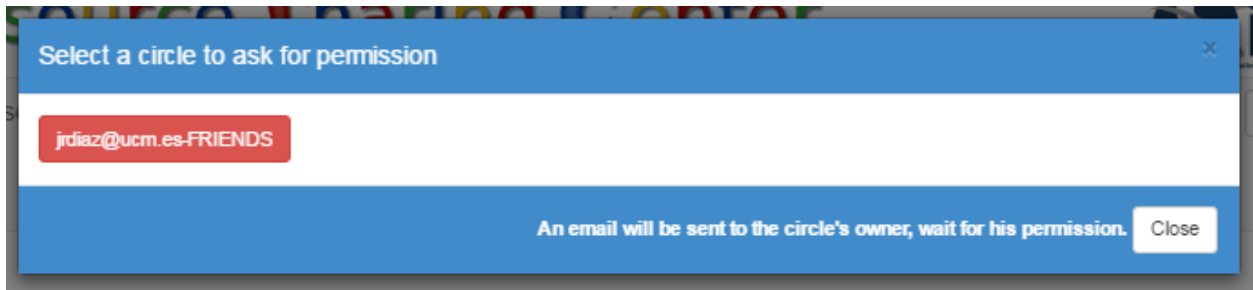 Select a circle to ask for permission
×
jrdiaz@ucm.es-FRIENDS
An email will be sent to the circle's owner, wait for his permission.
Close